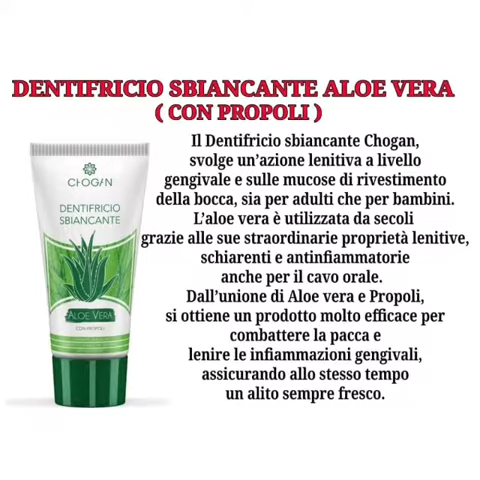 DENTIFRICIO SBIANCANTE ALOE VERA
( CON PROPOLI )
Il Dentifricio sbiancante Chogan,
svolge un'azione lenitiva a livello
gengivale e sulle mucose di rivestimento
della bocca, sia per adulti che per bambini.
L'aloe vera è utilizzata da secoli
grazie alle sue straordinarie proprietà lenitive,
schiarenti e antinfiammatorie
anche per il cavo orale.
Dall'unione di Aloe vera e Propoli,
si ottiene un prodotto molto efficace per
combattere la pacca e
lenire le infiammazioni gengivali,
assicurando allo stesso tempo
un alito sempre fresco.
CHOGAN
DENTIFRICIO
SBIANCANTE
ALOE VERA
CON PROPOLI